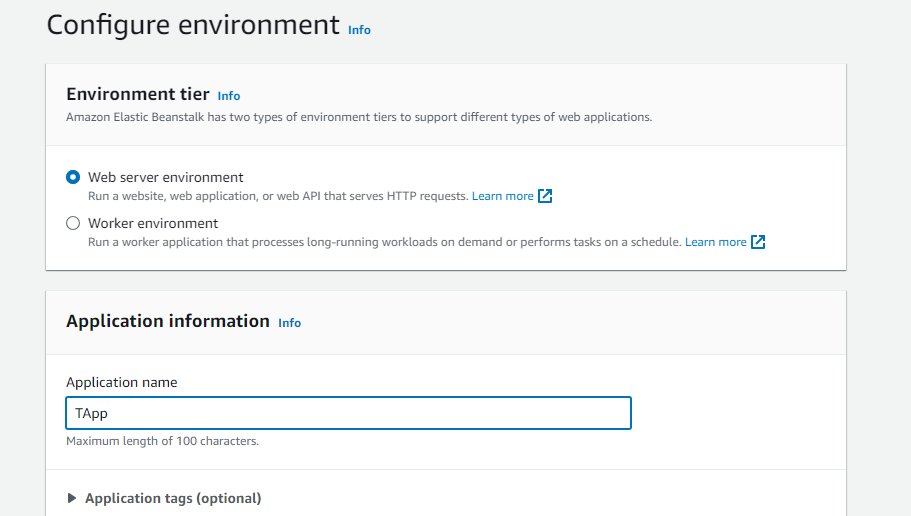 Configure environment Info
Environment tier Info
Amazon Elastic Beanstalk has two types of environment tiers to support different types of web applications.
Web server environment
Run a website, web application, or web API that serves HTTP requests. Learn more
Worker environment
Run a worker application that processes long-running workloads on demand or performs tasks on a schedule. Learn more
Application information Info
Application name
TApp
Maximum length of 100 characters.
Application tags (optional)